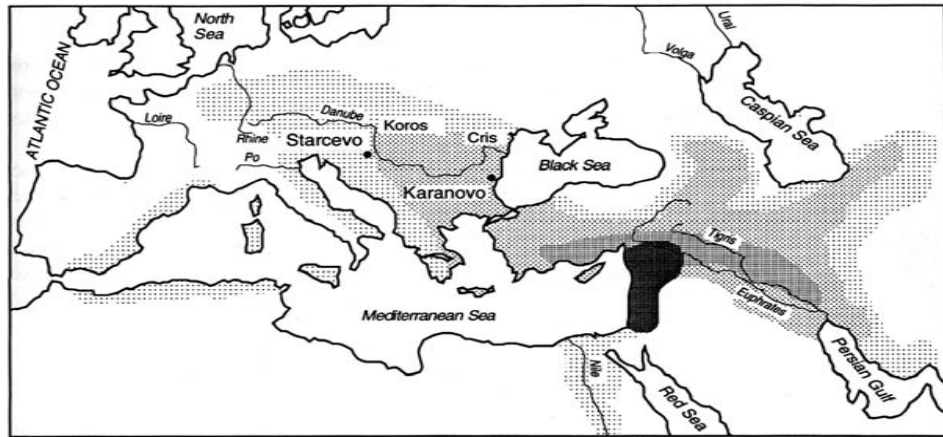 North
Sea
ATLANTIC OCEAN
Loire
Rhine
Po
Danube
Starcevo
Koros
Cris
Karanovo
Black Sea
Volga
Ural
Caspian Sea
Tigris
Euphrates
Mediterranean Sea
Nile
Red Sea
Persian Gulf